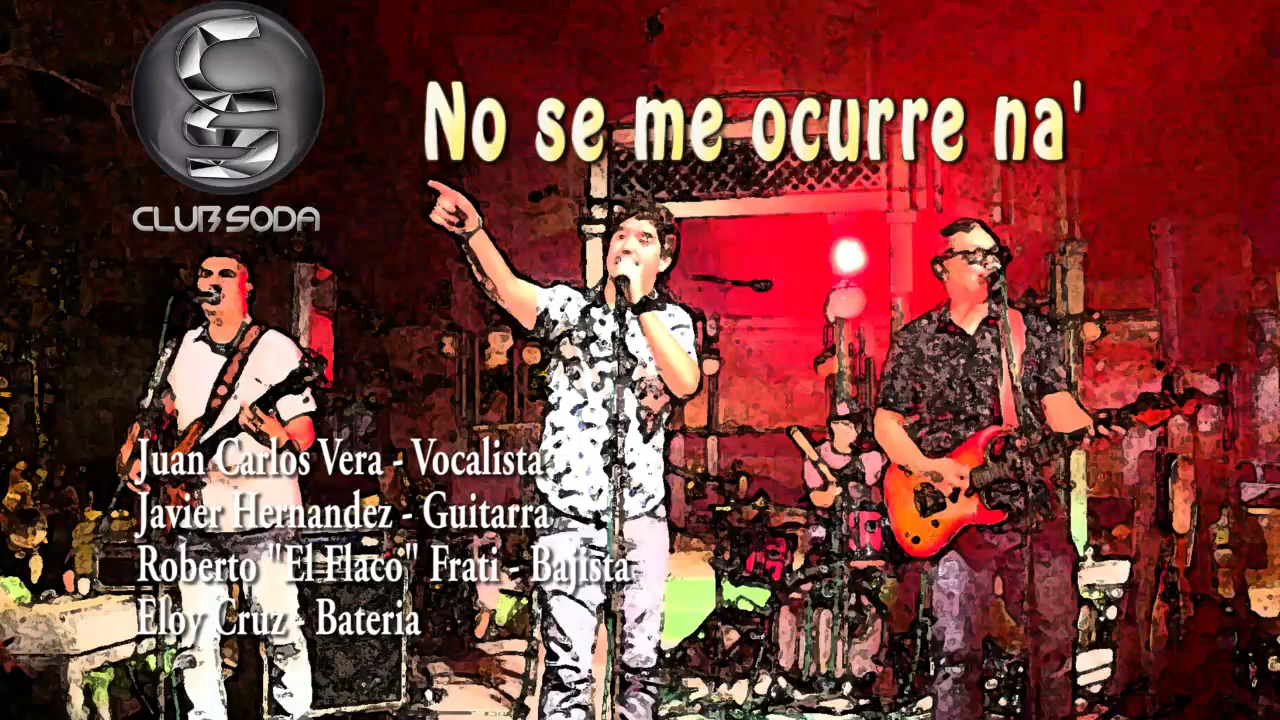 No se me ocurre na'
CLUB SODA
Juan Carlos Vera - Vocalista
Javier Hernandez - Guitarra
Roberto "El Flaco" Frati - Bajista
Eloy Cruz - Bateria